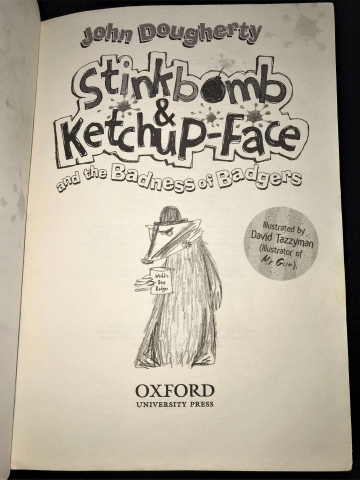 John Dougherty
Stinkbomb
&
Ketchup-Face
and the Badness of Badgers
Illustrated by
David Tazzyman
(illustrator of
Mr Gum)
World's
Best
Badger
OXFORD
UNIVERSITY PRESS